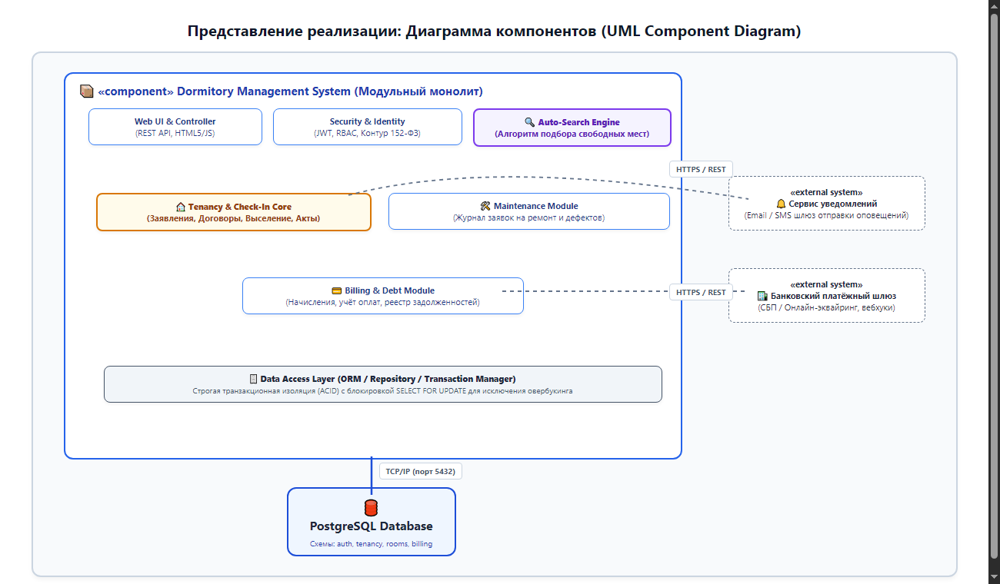 Представление реализации: Диаграмма компонентов (UML Component Diagram)
«component» Dormitory Management System (Модульный монолит)
Web UI & Controller
(REST API, HTML5/JS)
Security & Identity
(JWT, RBAC, Контур 152-ФЗ)
Auto-Search Engine
(Алгоритм подбора свободных мест)
HTTPS / REST
«external system»
Сервис уведомлений
(Email / SMS шлюз отправки оповещений)
Tenancy & Check-In Core
(Заявления, Договоры, Выселение, Акты)
Maintenance Module
(Журнал заявок на ремонт и дефектов)
Billing & Debt Module
(Начисления, учёт оплат, реестр задолженностей)
HTTPS / REST
«external system»
Банковский платёжный шлюз
(СБП / Онлайн-эквайринг, вебхуки)
Data Access Layer (ORM / Repository / Transaction Manager)
Строгая транзакционная изоляция (ACID) с блокировкой SELECT FOR UPDATE для исключения овербукинга
TCP/IP (порт 5432)
PostgreSQL Database
Схемы: auth, tenancy, rooms, billing